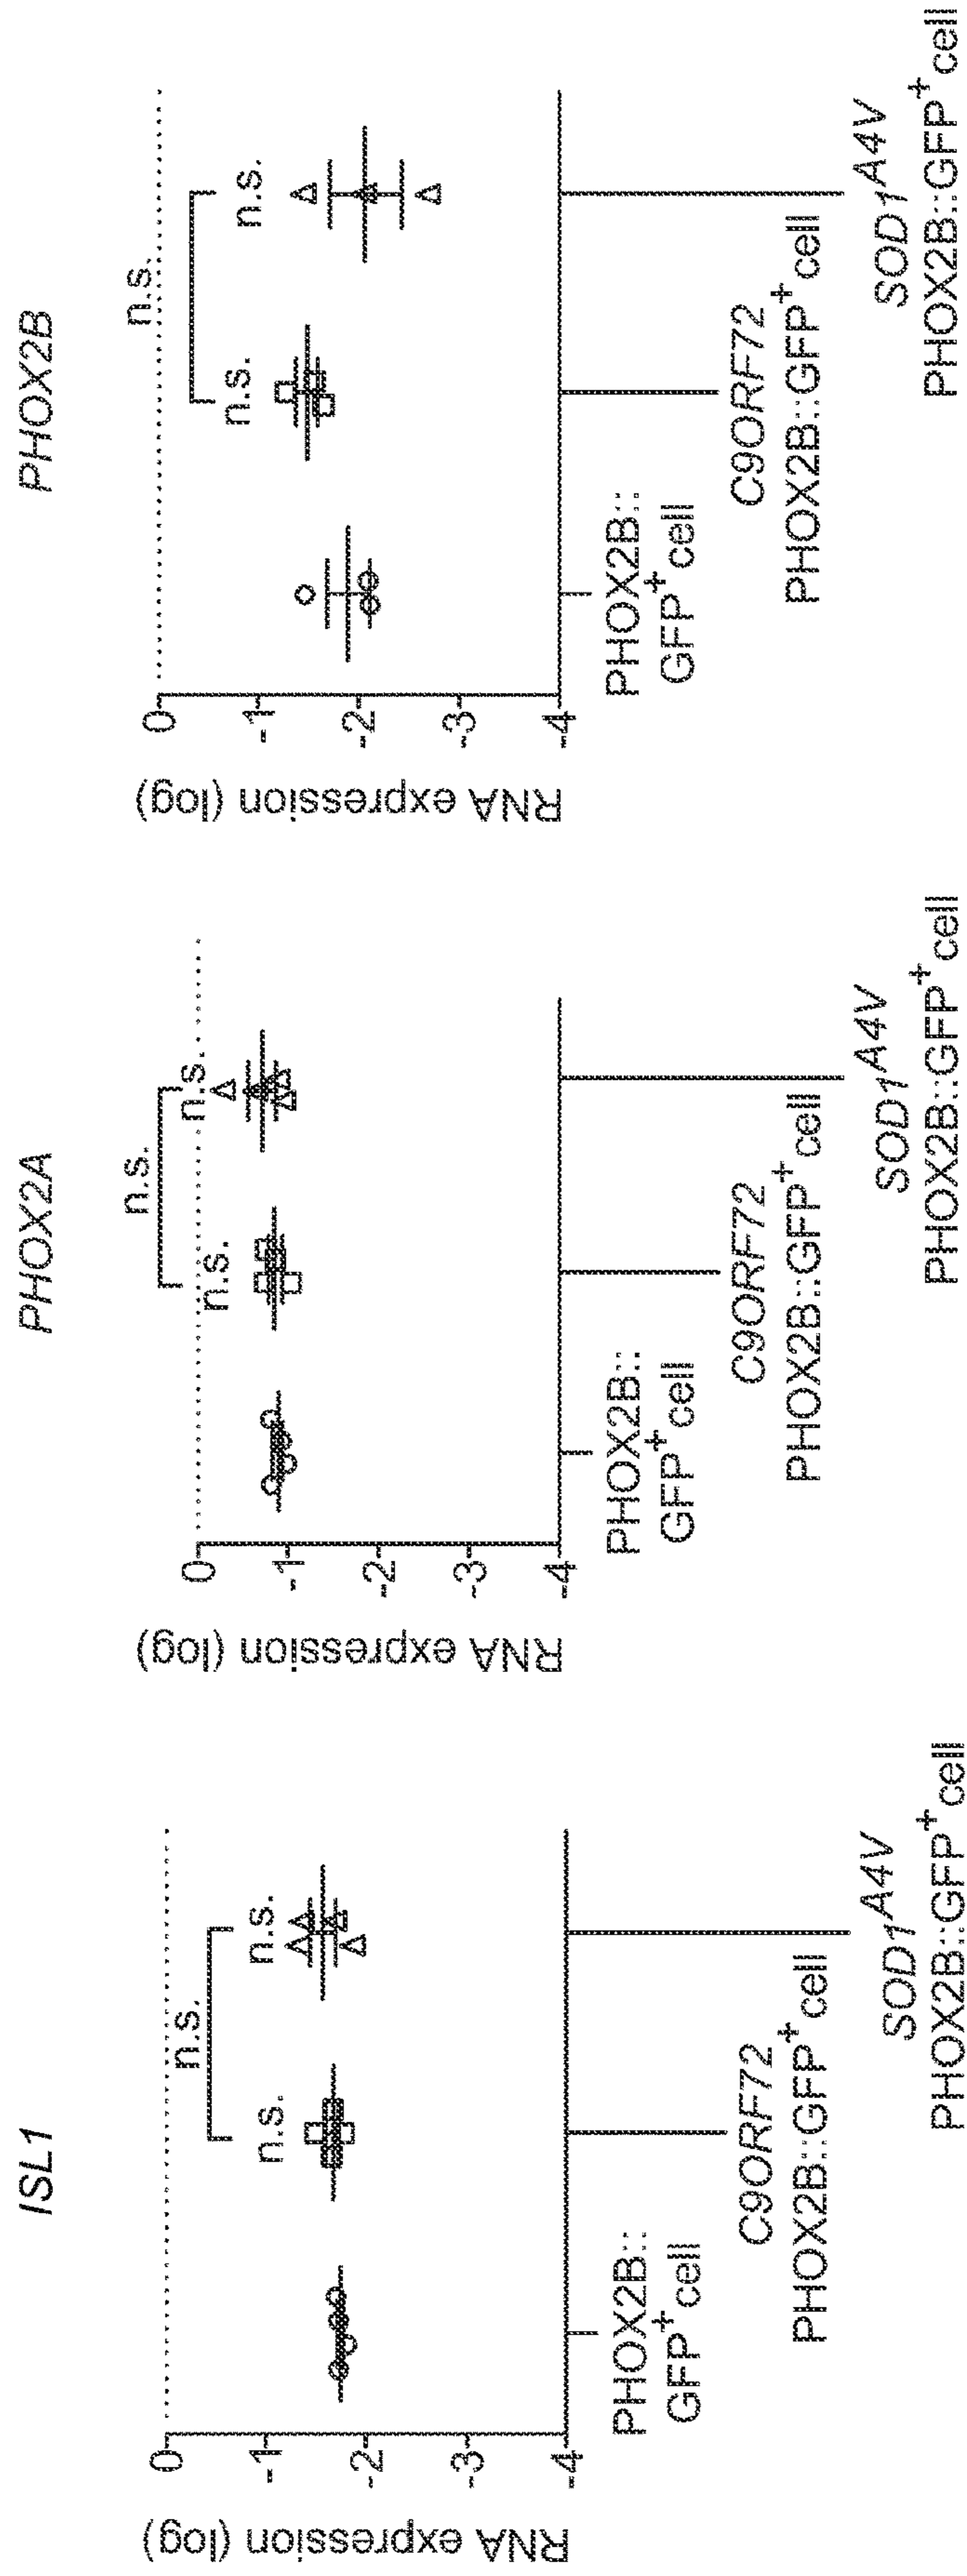 ISL1
RNA expression (log)
0
-1
-2
-3
-4
n.s.
n.s.
n.s.
PHOX2B::
GFP+cell
C9ORF72
PHOX2B::GFP+cell
SOD1A4V
PHOX2B::GFP+cell
PHOX2A
RNA expression (log)
0
-1
-2
-3
-4
n.s.
n.s.
n.s.
PHOX2B::
GFP+cell
C9ORF72
PHOX2B::GFP+cell
SOD1A4V
PHOX2B::GFP+cell
PHOX2B
RNA expression (log)
0
-1
-2
-3
-4
n.s.
n.s.
n.s.
PHOX2B::
GFP+cell
C9ORF72
PHOX2B::GFP+cell
SOD1A4V
PHOX2B::GFP+cell